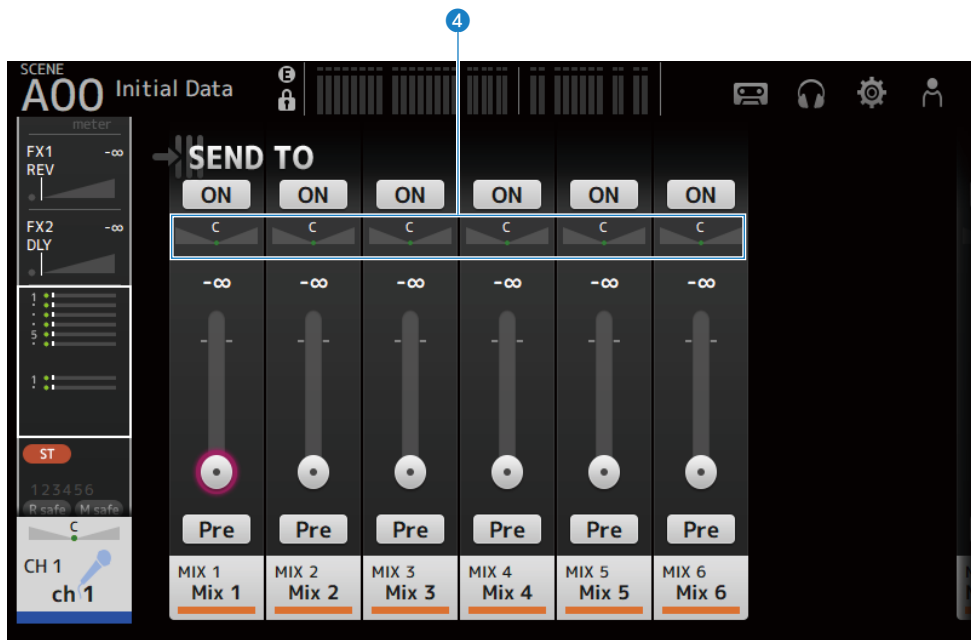 4
SCENE
A00 Initial Data
E
meter
FX1 -∞
REV
FX2 -∞
DLY
1
5
1
ST
123456
R safe M safe
C
CH 1
ch 1
SEND TO
ON ON ON ON ON ON
C C C C C C
-∞ -∞ -∞ -∞ -∞ -∞
Pre Pre Pre Pre Pre Pre
MIX 1 MIX 2 MIX 3 MIX 4 MIX 5 MIX 6
Mix 1 Mix 2 Mix 3 Mix 4 Mix 5 Mix 6